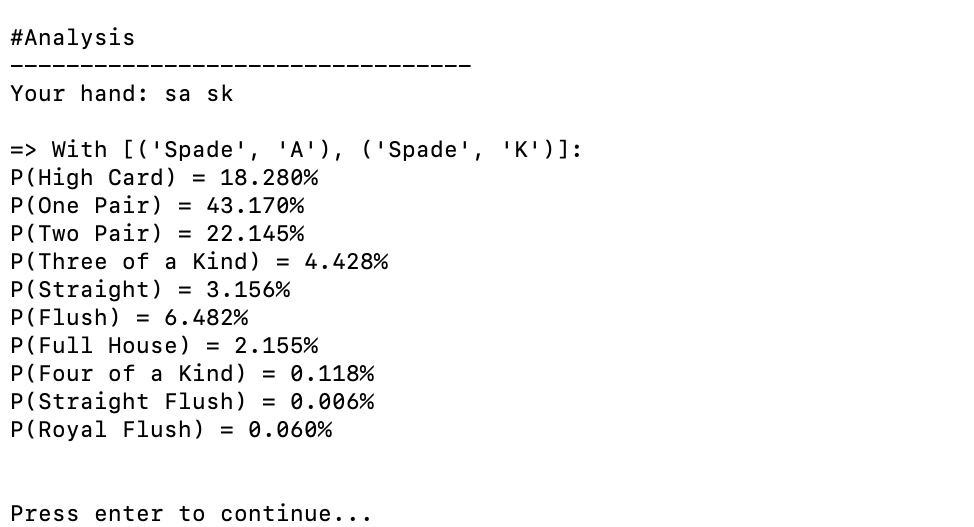 #Analysis
---------------------------------
Your hand: sa sk
=> With [('Spade', 'A'), ('Spade', 'K')]:
P(High Card) = 18.280%
P(One Pair) = 43.170%
P(Two Pair) = 22.145%
P(Three of a Kind) = 4.428%
P(Straight) = 3.156%
P(Flush) = 6.482%
P(Full House) = 2.155%
P(Four of a Kind) = 0.118%
P(Straight Flush) = 0.006%
P(Royal Flush) = 0.060%
Press enter to continue...